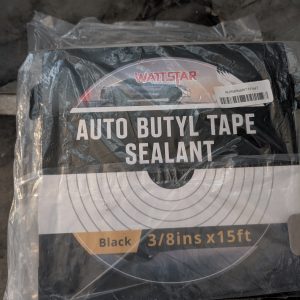 WATTSTAR
AUTO BUTYL TAPE
SEALANT
Black
3/8ins x15ft